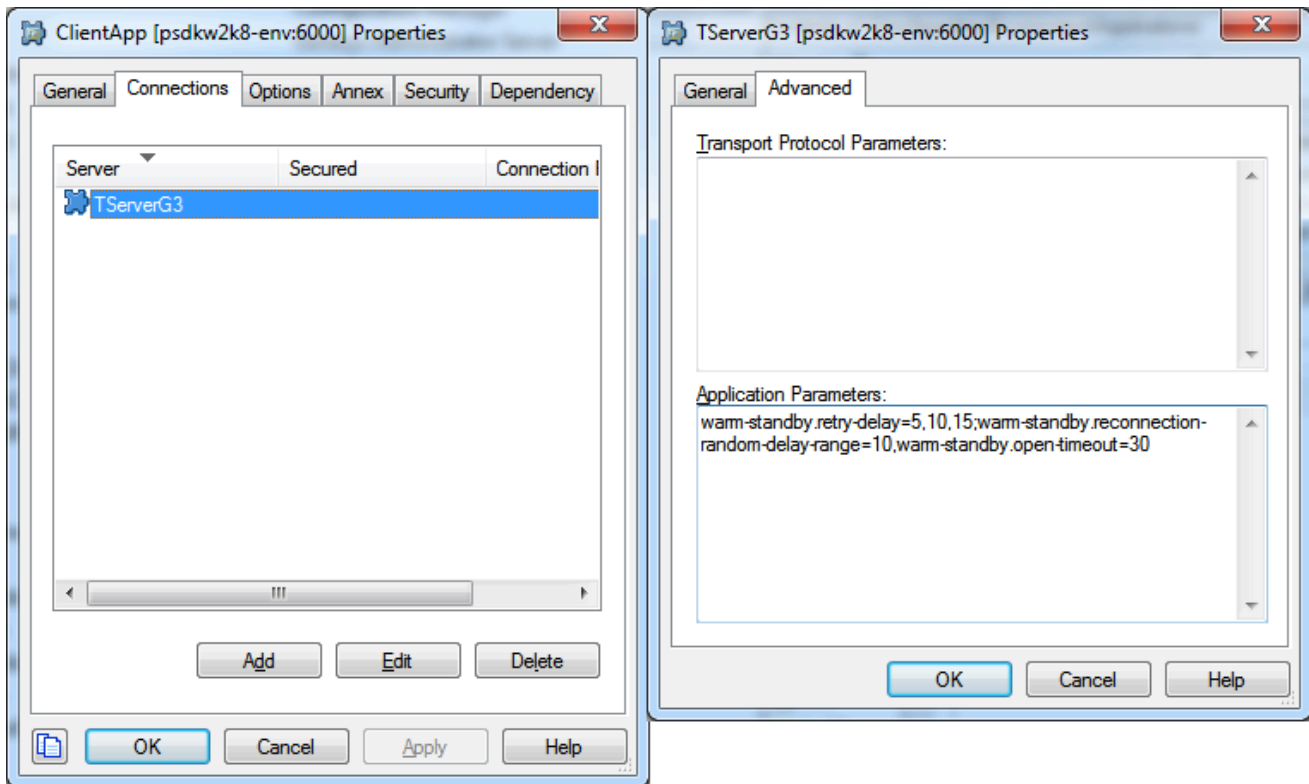 ClientApp [psdkw2k8-env:6000] Properties
General Connections Options Annex Security Dependency
Server Secured Connection
TServerG3
Add Edit Delete
OK Cancel Apply Help
TServerG3 [psdkw2k8-env:6000] Properties
General Advanced
Transport Protocol Parameters:
Application Parameters:
warm-standby.retry-delay=5,10,15;warm-standby.reconnection-
random-delay-range=10,warm-standby.open-timeout=30
OK Cancel Help